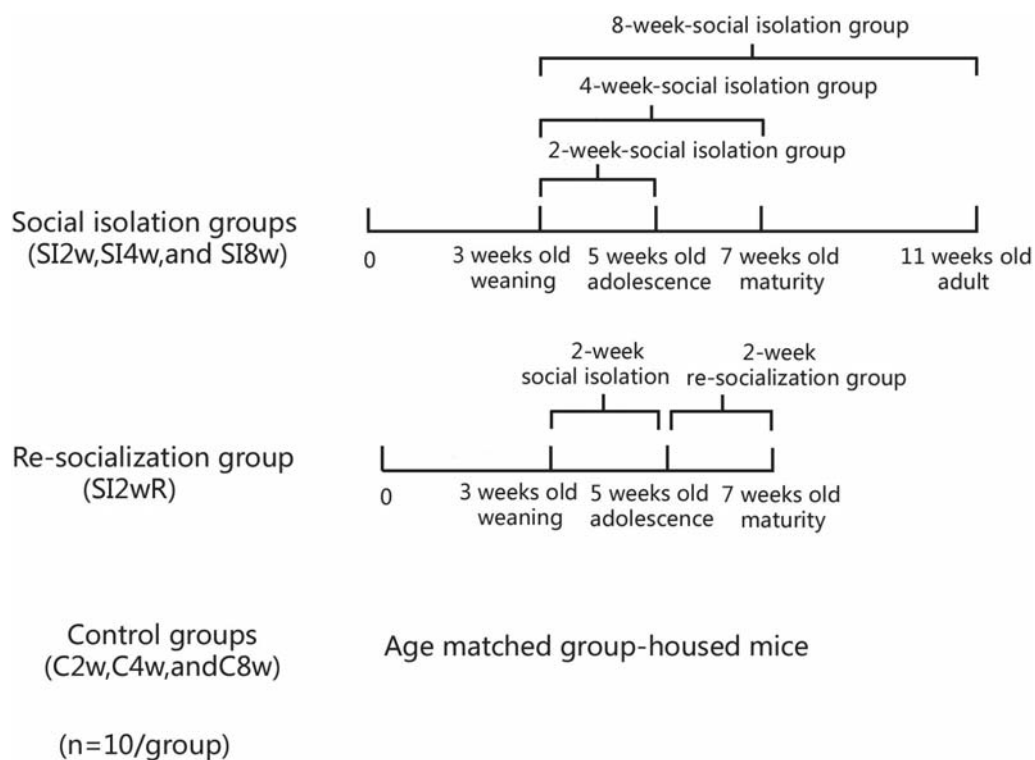 8-week-social isolation group
4-week-social isolation group
2-week-social isolation group
Social isolation groups
(SI2w,SI4w,and SI8w)
0
3 weeks old
weaning
5 weeks old
adolescence
7 weeks old
maturity
11 weeks old
adult
2-week
social isolation
2-week
re-socialization group
Re-socialization group
(SI2wR)
0
3 weeks old
weaning
5 weeks old
adolescence
7 weeks old
maturity
Control groups
(C2w,C4w,andC8w)
Age matched group-housed mice
(n=10/group)